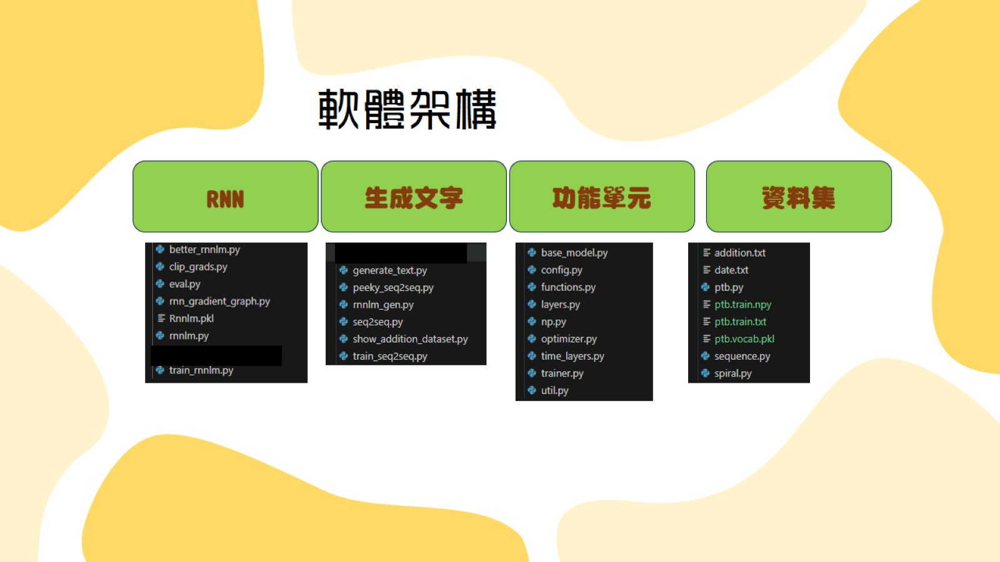 軟體架構
RNN
better_rnnlm.py
clip_grads.py
eval.py
rnn_gradient_graph.py
Rnnlm.pkl
rnnlm.py
train_rnnlm.py
生成文字
generate_text.py
peeky_seq2seq.py
rnnlm_gen.py
seq2seq.py
show_addition_dataset.py
train_seq2seq.py
功能單元
base_model.py
config.py
functions.py
layers.py
np.py
optimizer.py
time_layers.py
trainer.py
util.py
資料集
addition.txt
date.txt
ptb.py
ptb.train.npy
ptb.train.txt
ptb.vocab.pkl
sequence.py
spiral.py